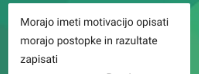 Morajo imeti motivacijo opisati
morajo postopke in razultate
zapisati